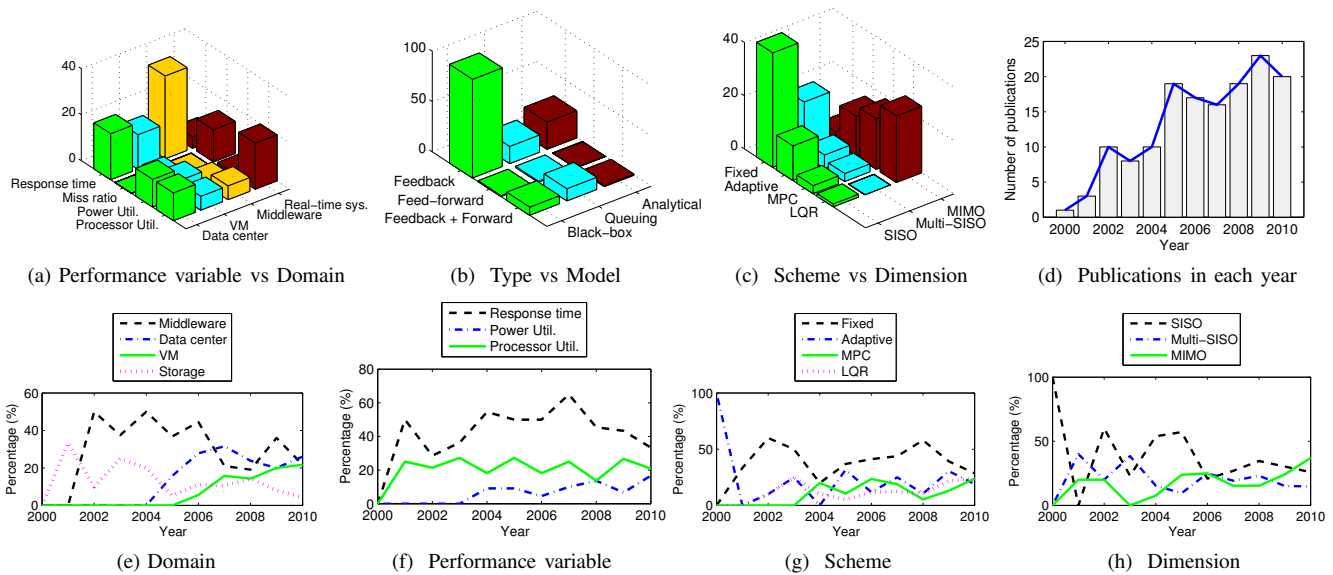 40
20
0
Response time
Miss ratio
Power Util.
Processor Util.
Real−time sys.
Middleware
VM
Data center
(a) Performance variable vs Domain
100
50
0
Feedback
Feed−forward
Feedback + Forward
Analytical
Queuing
Black−box
(b) Type vs Model
40
20
0
Fixed
Adaptive
MPC
LQR
MIMO
Multi−SISO
SISO
(c) Scheme vs Dimension
25
20
15
10
5
0
Number of publications
2000 2002 2004 2006 2008 2010
Year
(d) Publications in each year
Middleware
Data center
VM
Storage
60
40
20
0
Percentage (%)
2000 2002 2004 2006 2008 2010
Year
(e) Domain
Response time
Power Util.
Processor Util.
80
60
40
20
0
Percentage (%)
2000 2002 2004 2006 2008 2010
Year
(f) Performance variable
Fixed
Adaptive
MPC
LQR
100
50
0
Percentage (%)
2000 2002 2004 2006 2008 2010
Year
(g) Scheme
SISO
Multi−SISO
MIMO
100
50
0
Percentage (%)
2000 2002 2004 2006 2008 2010
Year
(h) Dimension